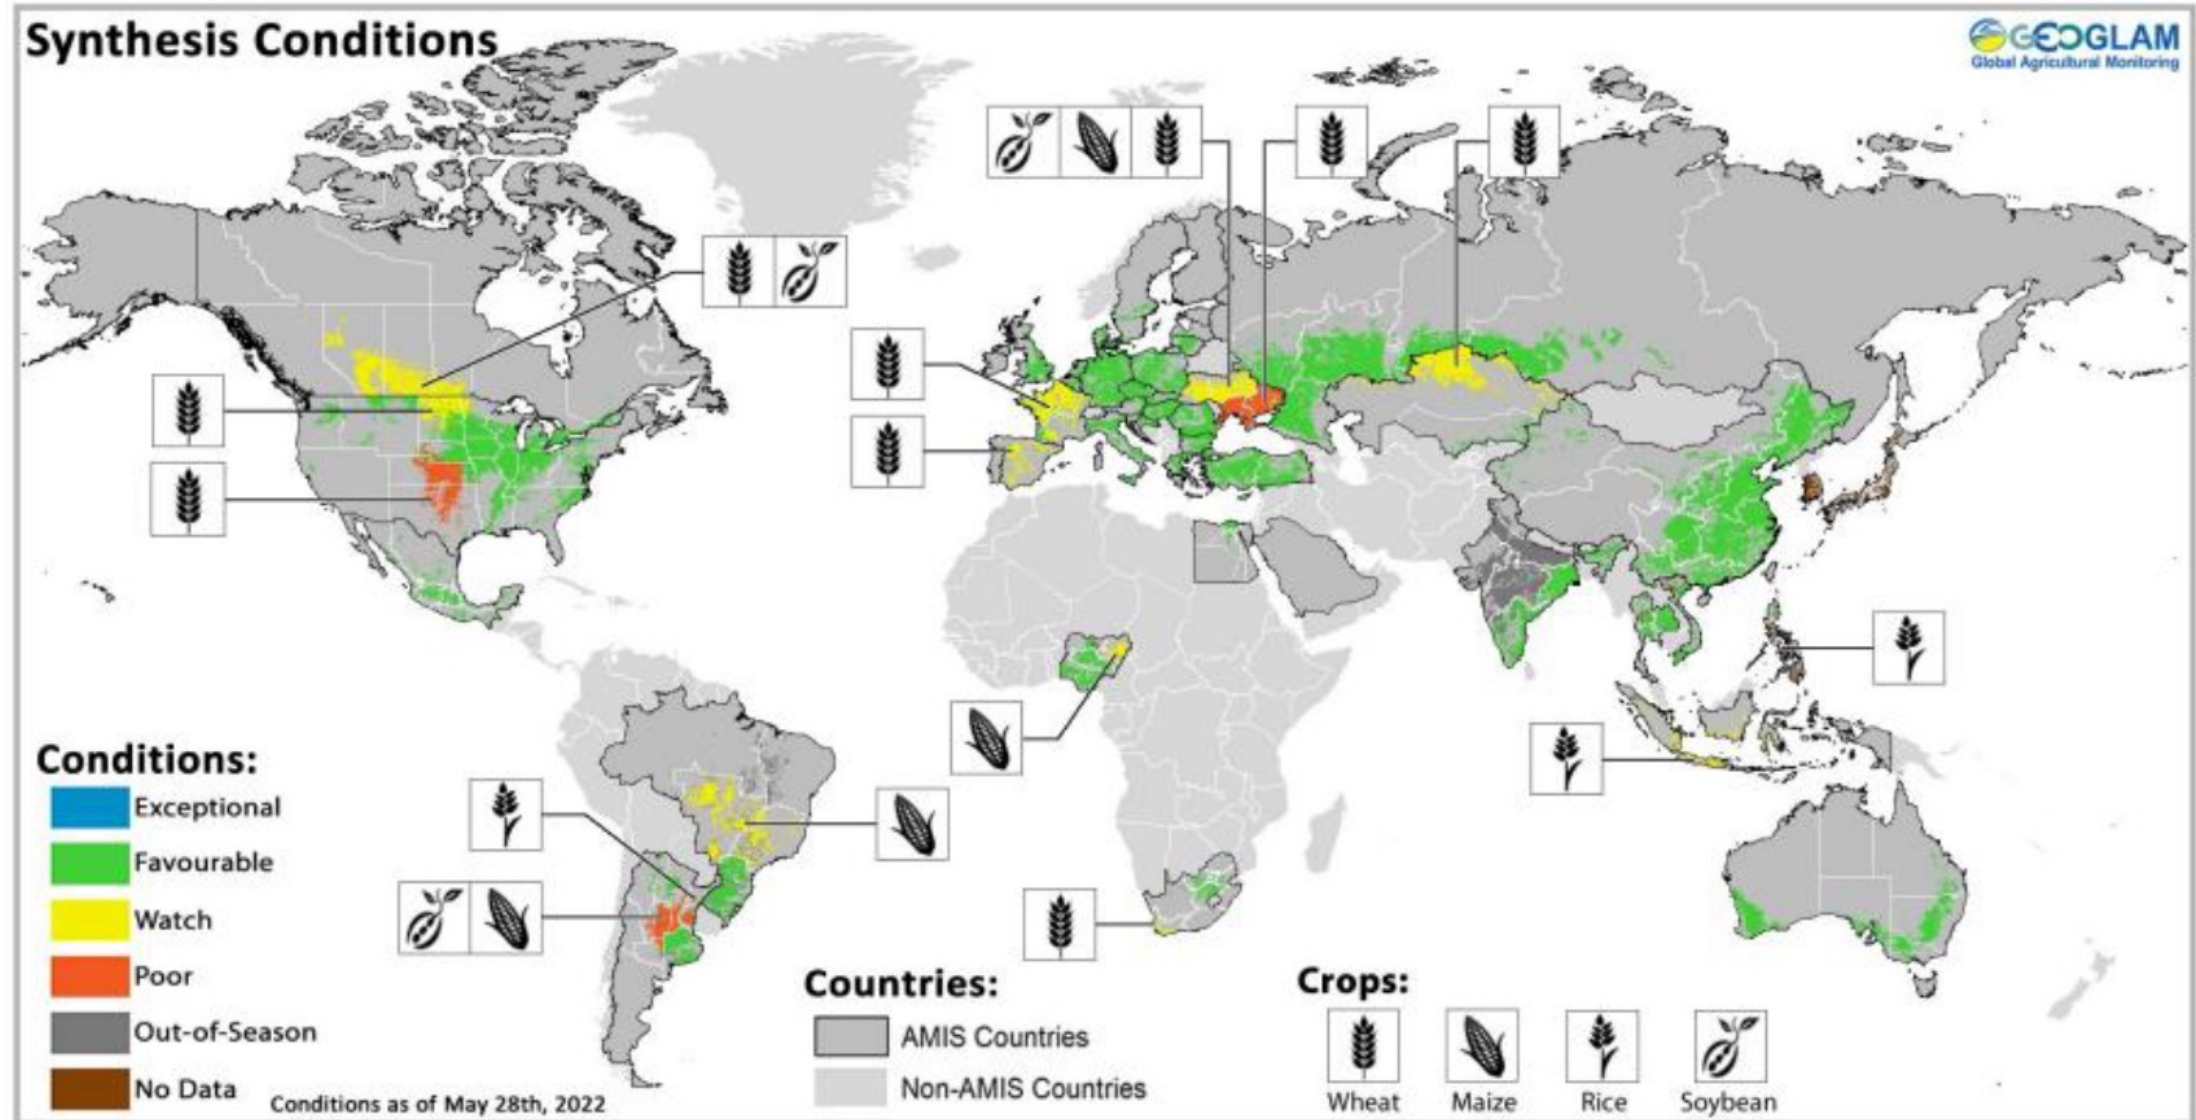 Synthesis Conditions
GEOGLAM
Global Agricultural Monitoring
Conditions:
Exceptional
Favourable
Watch
Poor
Out-of-Season
No Data
Conditions as of May 28th, 2022
Countries:
AMIS Countries
Non-AMIS Countries
Crops:
Wheat
Maize
Rice
Soybean